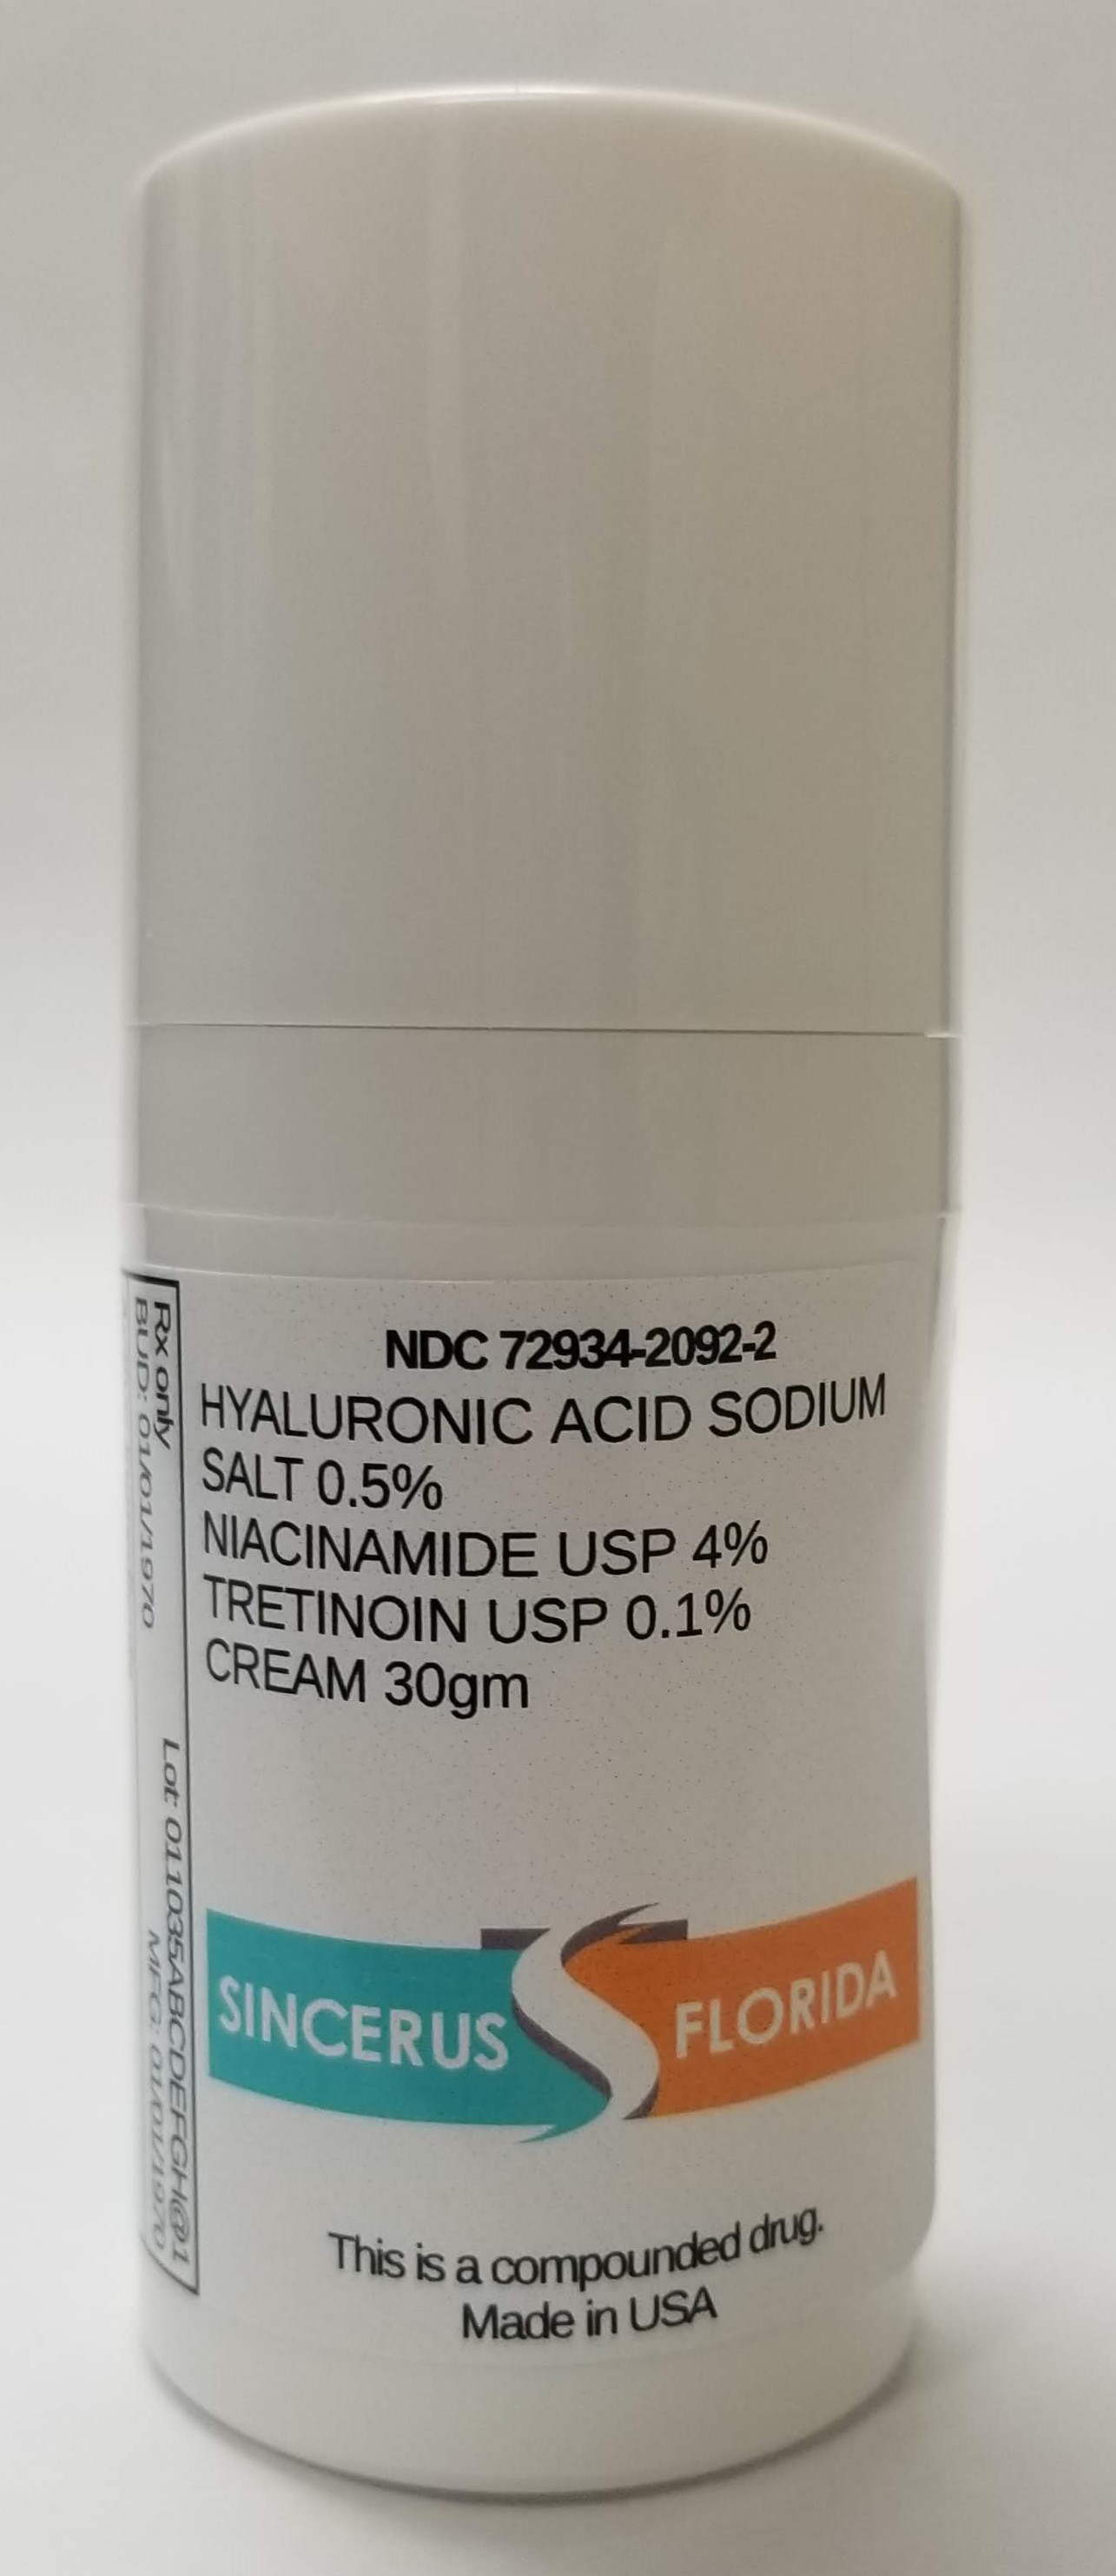 NDC 72934-2092-2
HYALURONIC ACID SODIUM
SALT 0.5%
NIACINAMIDE USP 4%
TRETINOIN USP 0.1%
CREAM 30gm
SINCERUS FLORIDA
This is a compounded drug.
Made in USA
Rx only Lot: 011035ABCDEFGH@1
BUD: 01/01/1970 MFG: 01/01/1970